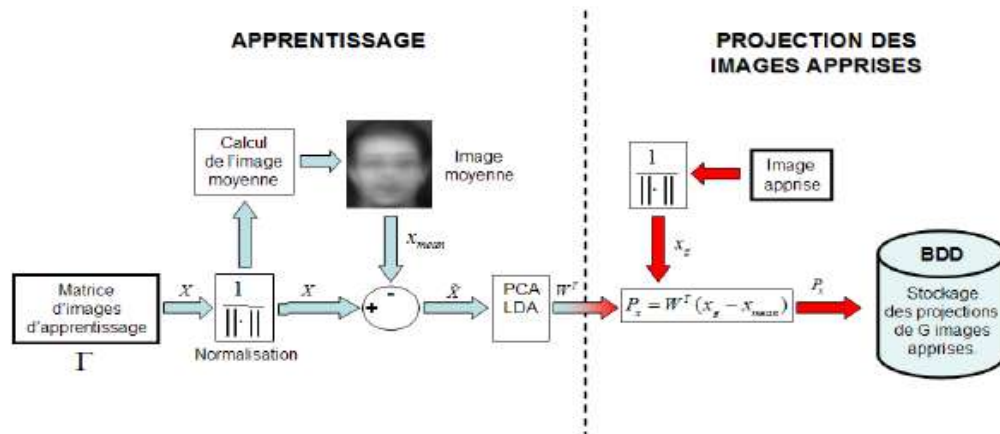 APPRENTISSAGE
PROJECTION DES
IMAGES APPRISES
Calcul
de l'image
moyenne
Image
moyenne
1
||·||
Image
apprise
x_mean
x_g
Matrice
d'images
d'apprentissage
Γ
X
1
||·||
Normalisation
X
+
-
X̃
PCA
LDA
W^T
P_x = W^T (x_g − x_mean)
P_x
BDD
Stockage
des projections
de G images
apprises.